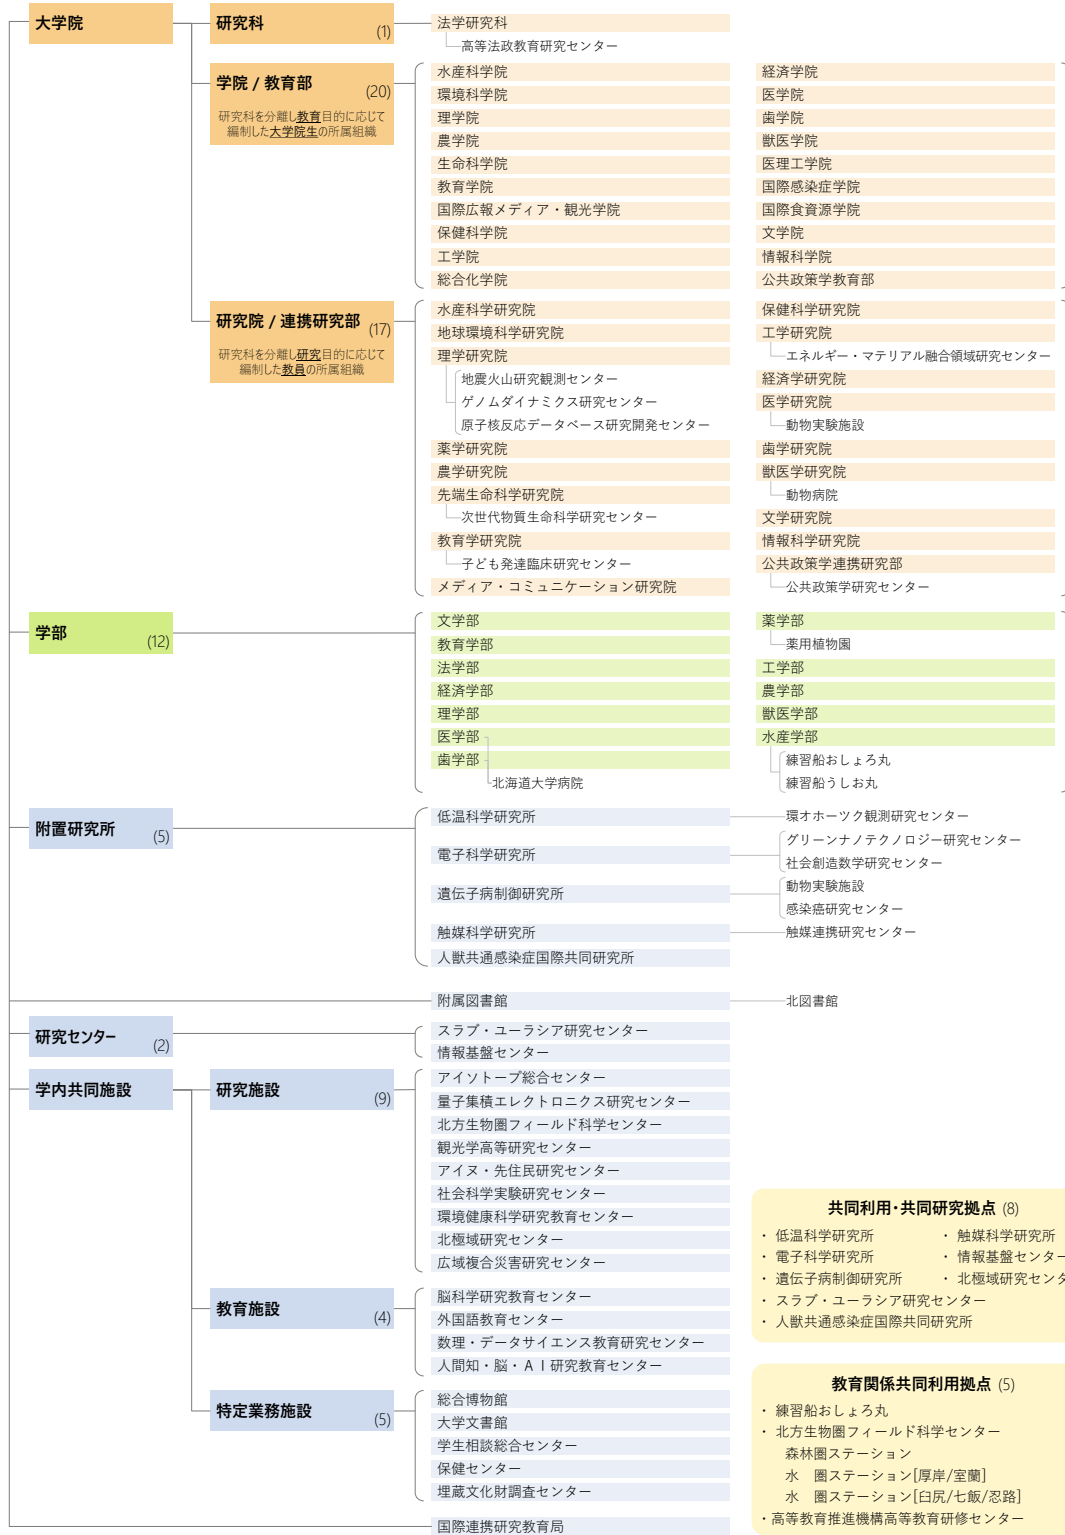 大学院
研究科
(1)
法学研究科
高等法政教育研究センター
学院 / 教育部
(20)
研究科を分離し教育目的に応じて
編制した大学院生の所属組織
水産科学院
環境科学院
理学院
農学院
生命科学院
教育学院
国際広報メディア・観光学院
保健科学院
工学院
総合化学院
経済学院
医学院
歯学院
獣医学院
医理工学院
国際感染症学院
国際食資源学院
文学院
情報科学院
公共政策学教育部
研究院 / 連携研究部
(17)
研究科を分離し研究目的に応じて
編制した教員の所属組織
水産科学研究院
地球環境科学研究院
理学研究院
地震火山研究観測センター
ゲノムダイナミクス研究センター
原子核反応データベース研究開発センター
薬学研究院
農学研究院
先端生命科学研究院
次世代物質生命科学研究センター
教育学研究院
子ども発達臨床研究センター
メディア・コミュニケーション研究院
保健科学研究院
工学研究院
エネルギー・マテリアル融合領域研究センター
経済学研究院
医学研究院
動物実験施設
歯学研究院
獣医学研究院
動物病院
文学研究院
情報科学研究院
公共政策学連携研究部
公共政策学研究センター
学部
(12)
文学部
教育学部
法学部
経済学部
理学部
医学部
歯学部
北海道大学病院
薬学部
薬用植物園
工学部
農学部
獣医学部
水産学部
練習船おしょろ丸
練習船うしお丸
附置研究所
(5)
低温科学研究所
環オホーツク観測研究センター
電子科学研究所
グリーンナノテクノロジー研究センター
社会創造数学研究センター
遺伝子病制御研究所
動物実験施設
感染癌研究センター
触媒科学研究所
触媒連携研究センター
人獣共通感染症国際共同研究所
附属図書館
北図書館
研究センター
(2)
スラブ・ユーラシア研究センター
情報基盤センター
学内共同施設
研究施設
(9)
アイソトープ総合センター
量子集積エレクトロニクス研究センター
北方生物圏フィールド科学センター
観光学高等研究センター
アイヌ・先住民研究センター
社会科学実験研究センター
環境健康科学研究教育センター
北極域研究センター
広域複合災害研究センター
教育施設
(4)
脳科学研究教育センター
外国語教育センター
数理・データサイエンス教育研究センター
人間知・脳・ＡＩ研究教育センター
特定業務施設
(5)
総合博物館
大学文書館
学生相談総合センター
保健センター
埋蔵文化財調査センター
国際連携研究教育局
共同利用・共同研究拠点 (8)
・ 低温科学研究所
・ 触媒科学研究所
・ 電子科学研究所
・ 情報基盤センター
・ 遺伝子病制御研究所
・ 北極域研究センタ
・ スラブ・ユーラシア研究センター
・ 人獣共通感染症国際共同研究所
教育関係共同利用拠点 (5)
・ 練習船おしょろ丸
・ 北方生物圏フィールド科学センター
森林圏ステーション
水　圏ステーション[厚岸/室蘭]
水　圏ステーション[臼尻/七飯/忍路]
・高等教育推進機構高等教育研修センター